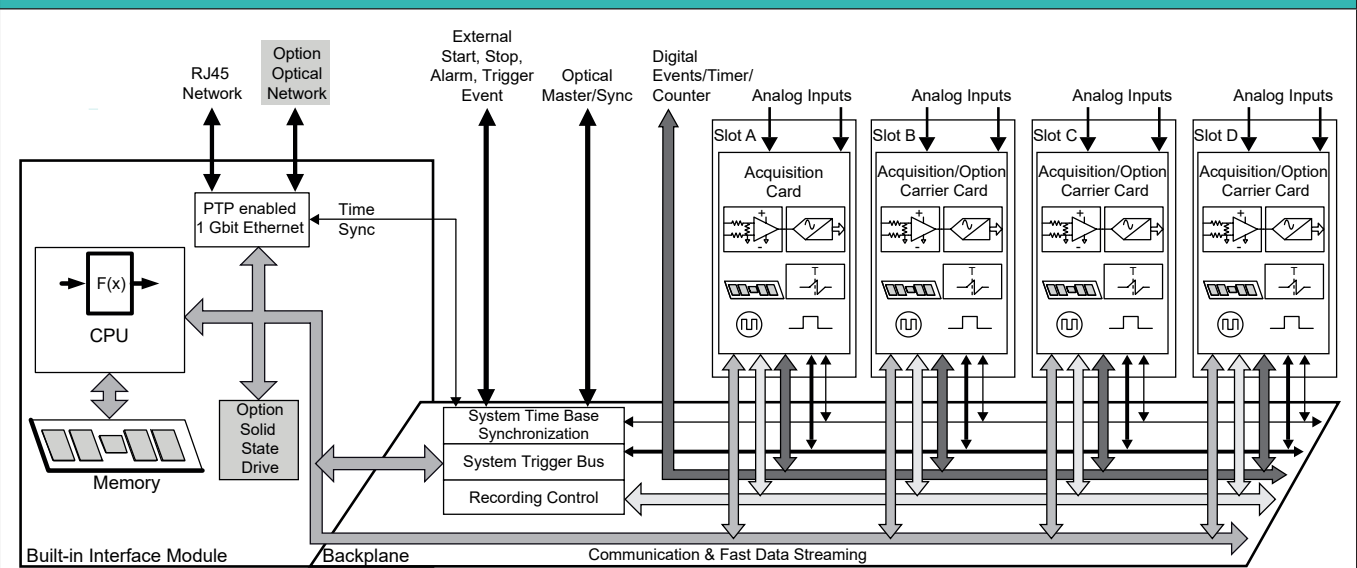 RJ45
Network
Option
Optical
Network
External
Start, Stop,
Alarm, Trigger
Event
Optical
Master/Sync
Digital
Events/Timer/
Counter
Analog Inputs
Analog Inputs
Analog Inputs
Analog Inputs
Slot A
Acquisition
Card
+
-
T
Slot B
Acquisition/Option
Carrier Card
+
-
T
Slot C
Acquisition/Option
Carrier Card
+
-
T
Slot D
Acquisition/Option
Carrier Card
+
-
T
PTP enabled
1 Gbit Ethernet
Time
Sync
F(x)
CPU
Memory
Option
Solid
State
Drive
System Time Base
Synchronization
System Trigger Bus
Recording Control
Built-in Interface Module
Backplane
Communication & Fast Data Streaming